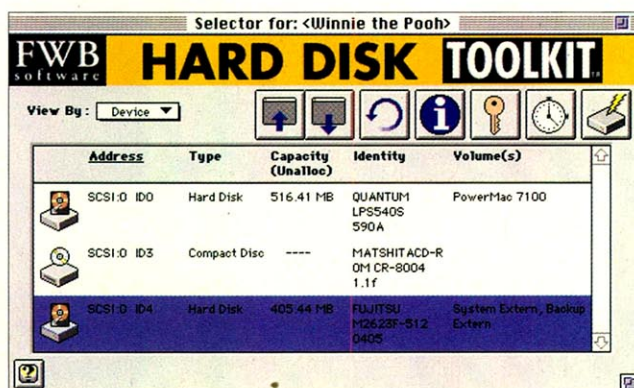 Selector for: <Winnie the Pooh>
FWB software HARD DISK TOOLKIT
View By: Device
Address Type Capacity (Unalloc) Identity Volume(s)
SCSI:0 ID0 Hard Disk 516.41 MB QUANTUM LPS540S 590A PowerMac 7100
SCSI:0 ID3 Compact Disc ---- MATSHITACD-R OM CR-8004 1.1f
SCSI:0 ID4 Hard Disk 405.44 MB FUJITSU M2623F-512 0405 System Extern, Backup Extern
?